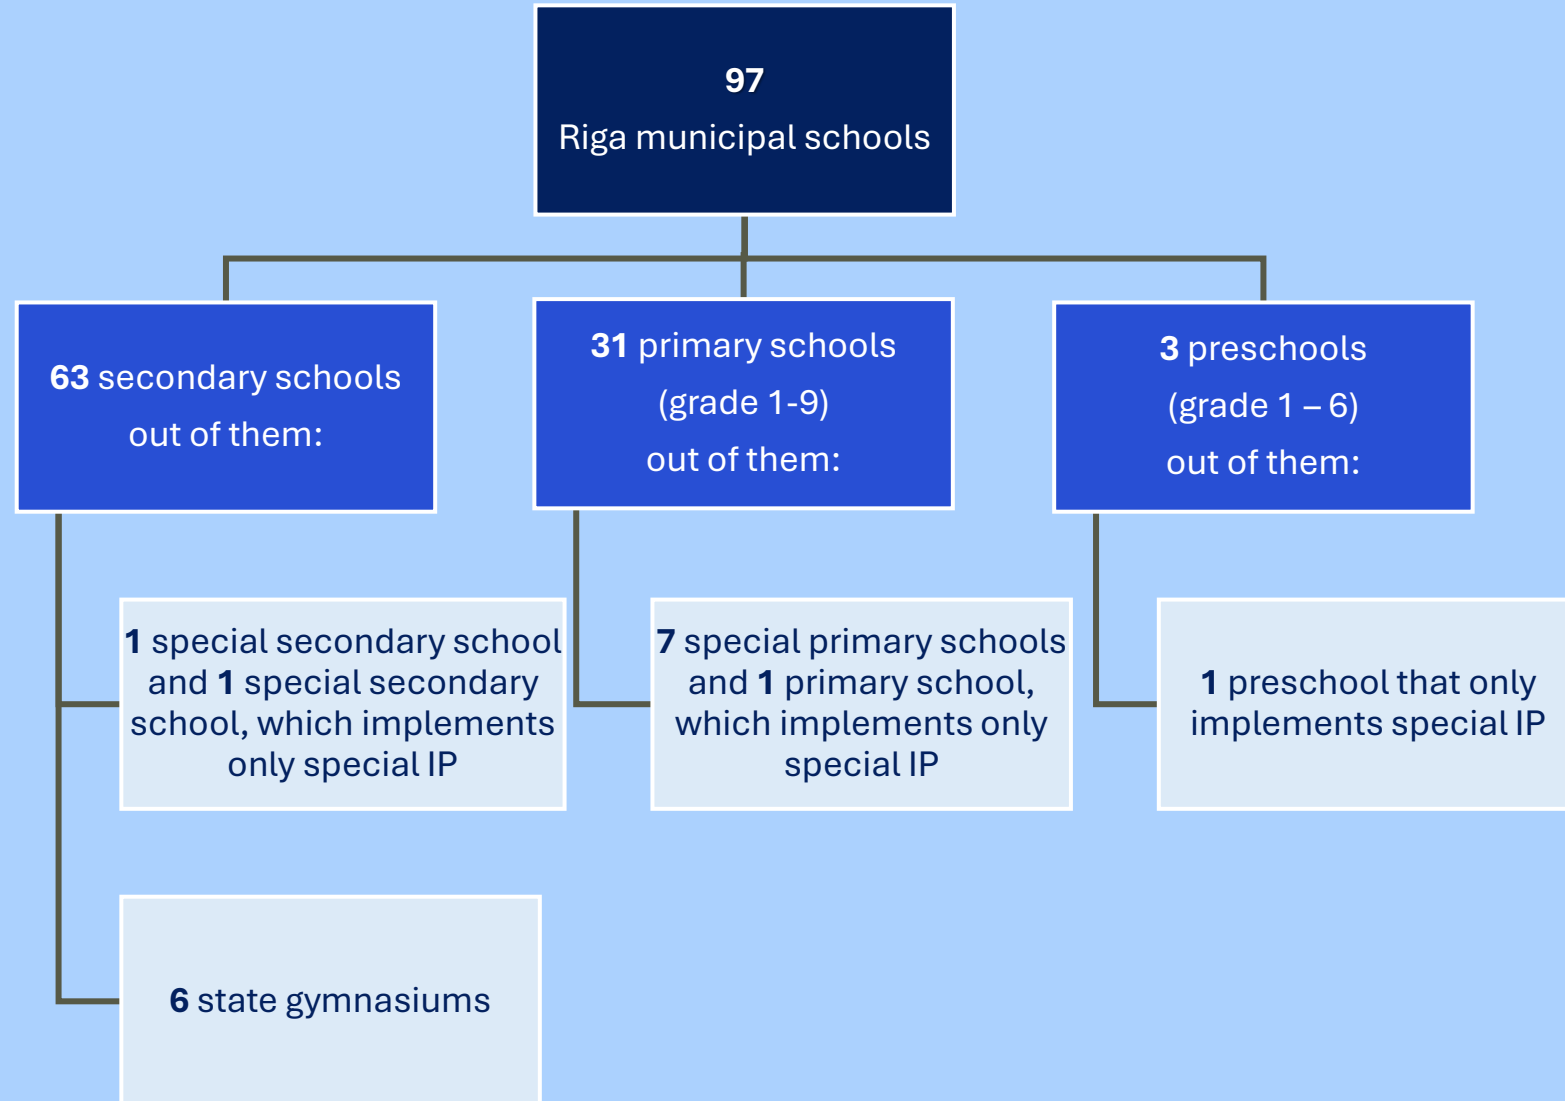 97
Riga municipal schools
63 secondary schools
out of them:
31 primary schools
(grade 1-9)
out of them:
3 preschools
(grade 1 – 6)
out of them:
1 special secondary school
and 1 special secondary
school, which implements
only special IP
7 special primary schools
and 1 primary school,
which implements only
special IP
1 preschool that only
implements special IP
6 state gymnasiums